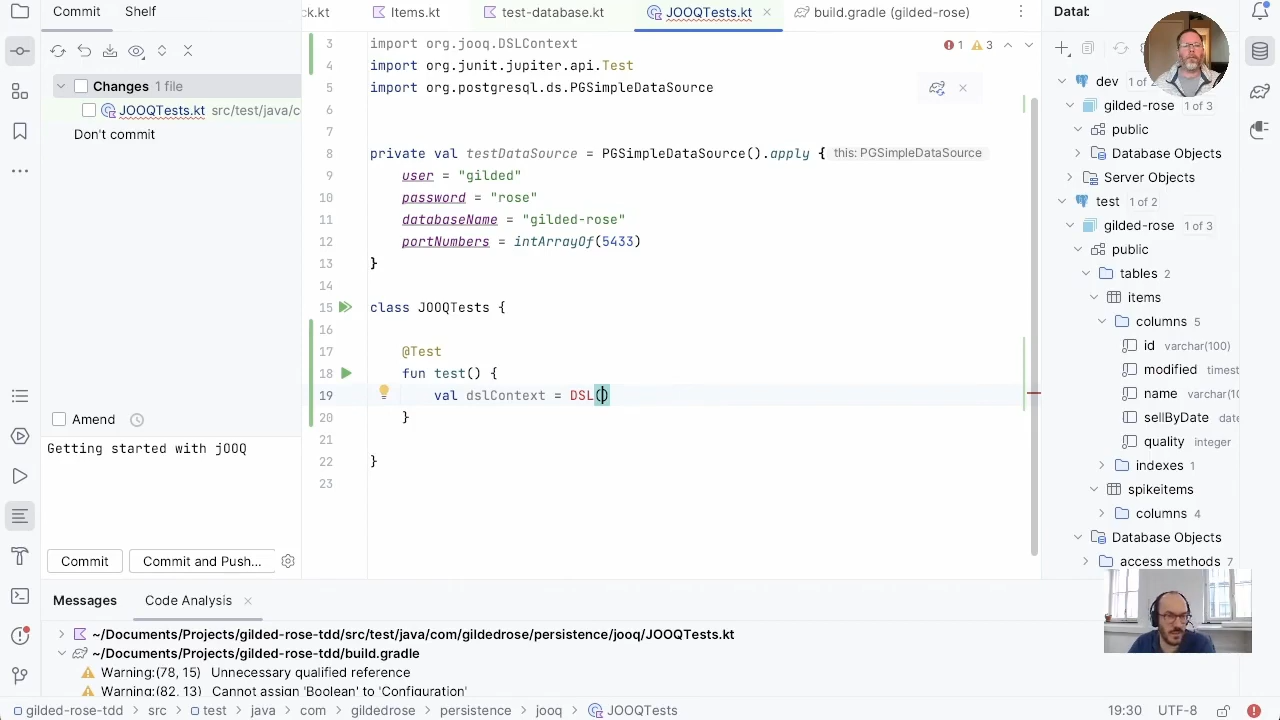 Commit
Shelf
ck.kt
Items.kt
test-database.kt
JOOQTests.kt
build.gradle (gilded-rose)
Changes 1 file
JOOQTests.kt src/test/java/c
Don't commit
Amend
Getting started with jOOQ
Commit
Commit and Push...
3 import org.jooq.DSLContext
4 import org.junit.jupiter.api.Test
5 import org.postgresql.ds.PGSimpleDataSource
6
7
8 private val testDataSource = PGSimpleDataSource().apply { this: PGSimpleDataSource
9 user = "gilded"
10 password = "rose"
11 databaseName = "gilded-rose"
12 portNumbers = intArrayOf(5433)
13 }
14
15 class JOOQTests {
16
17 @Test
18 fun test() {
19 val dslContext = DSL()
20 }
21
22 }
23
1 3
Datab
dev 1 of 2
gilded-rose 1 of 3
public
Database Objects
Server Objects
test 1 of 2
gilded-rose 1 of 3
public
tables 2
items
columns 5
id varchar(100)
modified timest
name varchar(10
sellByDate date
quality integer
indexes 1
spikeitems
columns 4
Database Objects
access methods 7
Messages
Code Analysis
~/Documents/Projects/gilded-rose-tdd/src/test/java/com/gildedrose/persistence/jooq/JOOQTests.kt
~/Documents/Projects/gilded-rose-tdd/build.gradle
Warning:(78, 15) Unnecessary qualified reference
Warning:(82, 13) Cannot assign 'Boolean' to 'Configuration'
gilded-rose-tdd > src > test > java > com > gildedrose > persistence > jooq > JOOQTests
19:30 UTF-8